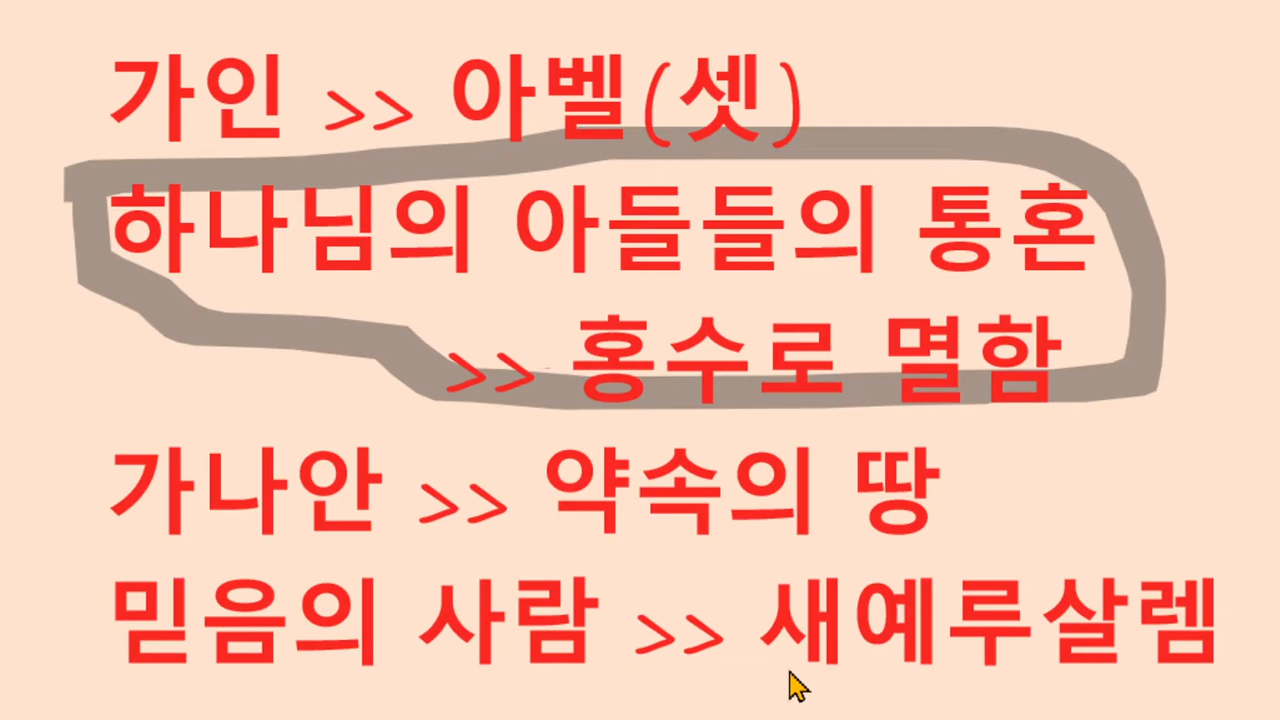 가인 >> 아벨(셋)
하나님의 아들들의 통혼
>> 홍수로 멸함
가나안 >> 약속의 땅
믿음의 사람 >> 새예루살렘